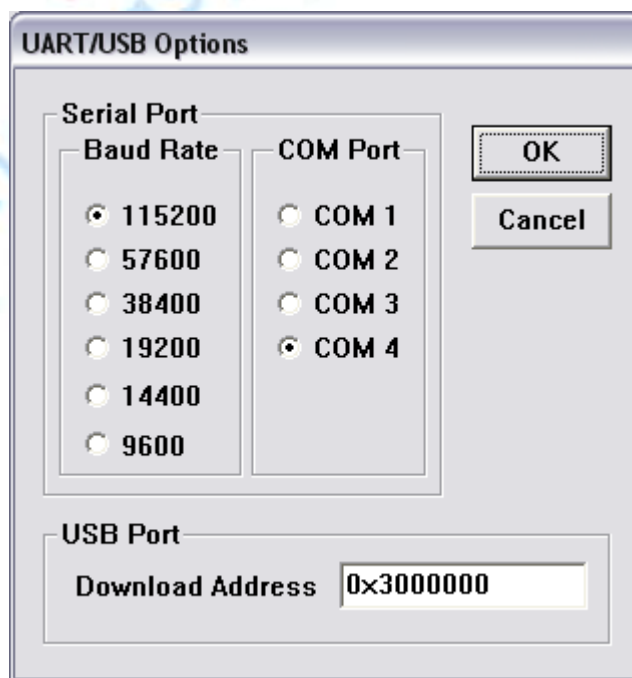 UART/USB Options
Serial Port
Baud Rate
115200
57600
38400
19200
14400
9600
COM Port
COM 1
COM 2
COM 3
COM 4
OK
Cancel
USB Port
Download Address 0x3000000